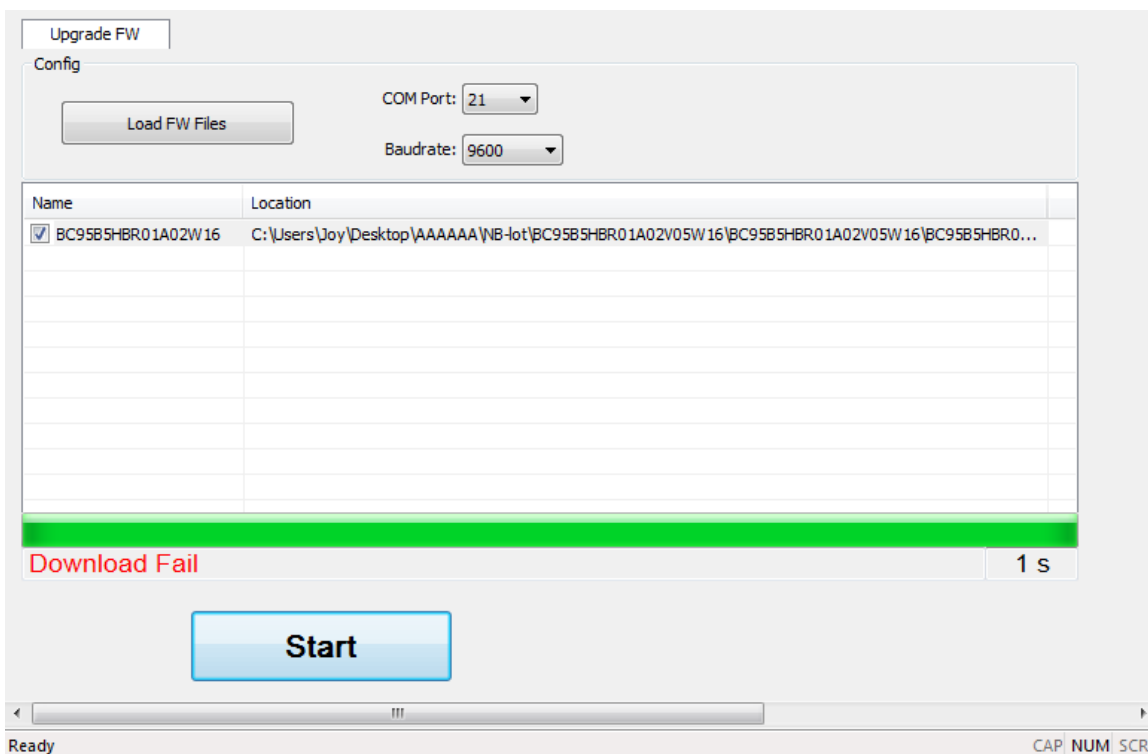 Upgrade FW
Config
Load FW Files
COM Port: 21
Baudrate: 9600
Name Location
BC95B5HBR01A02W16 C:\Users\Joy\Desktop\AAAAAA\NB-Iot\BC95B5HBR01A02V05W16\BC95B5HBR01A02V05W16\BC95B5HBR0...
Download Fail 1 s
Start
Ready CAP NUM SCR